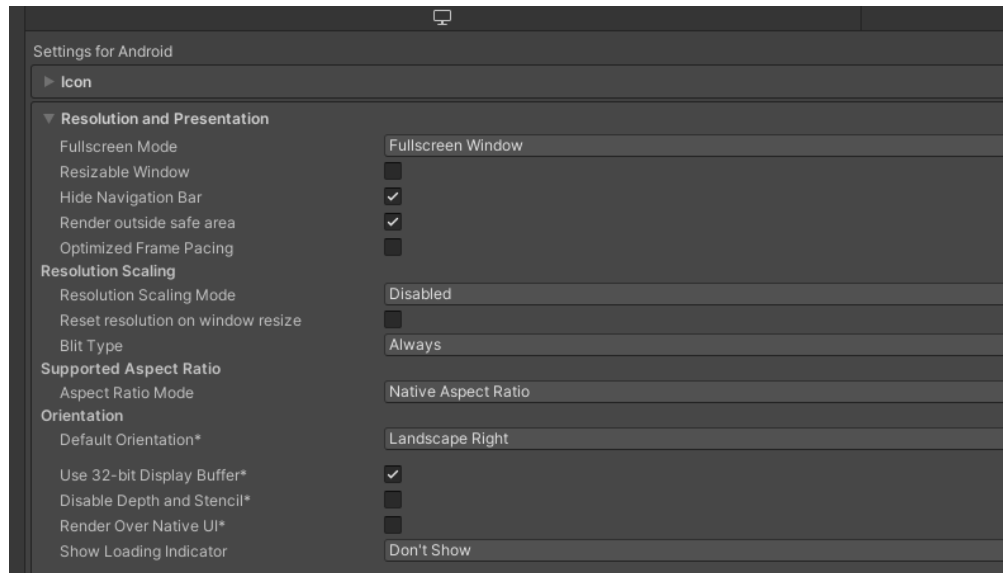 Settings for Android
Icon
Resolution and Presentation
Fullscreen Mode Fullscreen Window
Resizable Window
Hide Navigation Bar
Render outside safe area
Optimized Frame Pacing
Resolution Scaling
Resolution Scaling Mode Disabled
Reset resolution on window resize
Blit Type Always
Supported Aspect Ratio
Aspect Ratio Mode Native Aspect Ratio
Orientation
Default Orientation* Landscape Right
Use 32-bit Display Buffer*
Disable Depth and Stencil*
Render Over Native UI*
Show Loading Indicator Don't Show